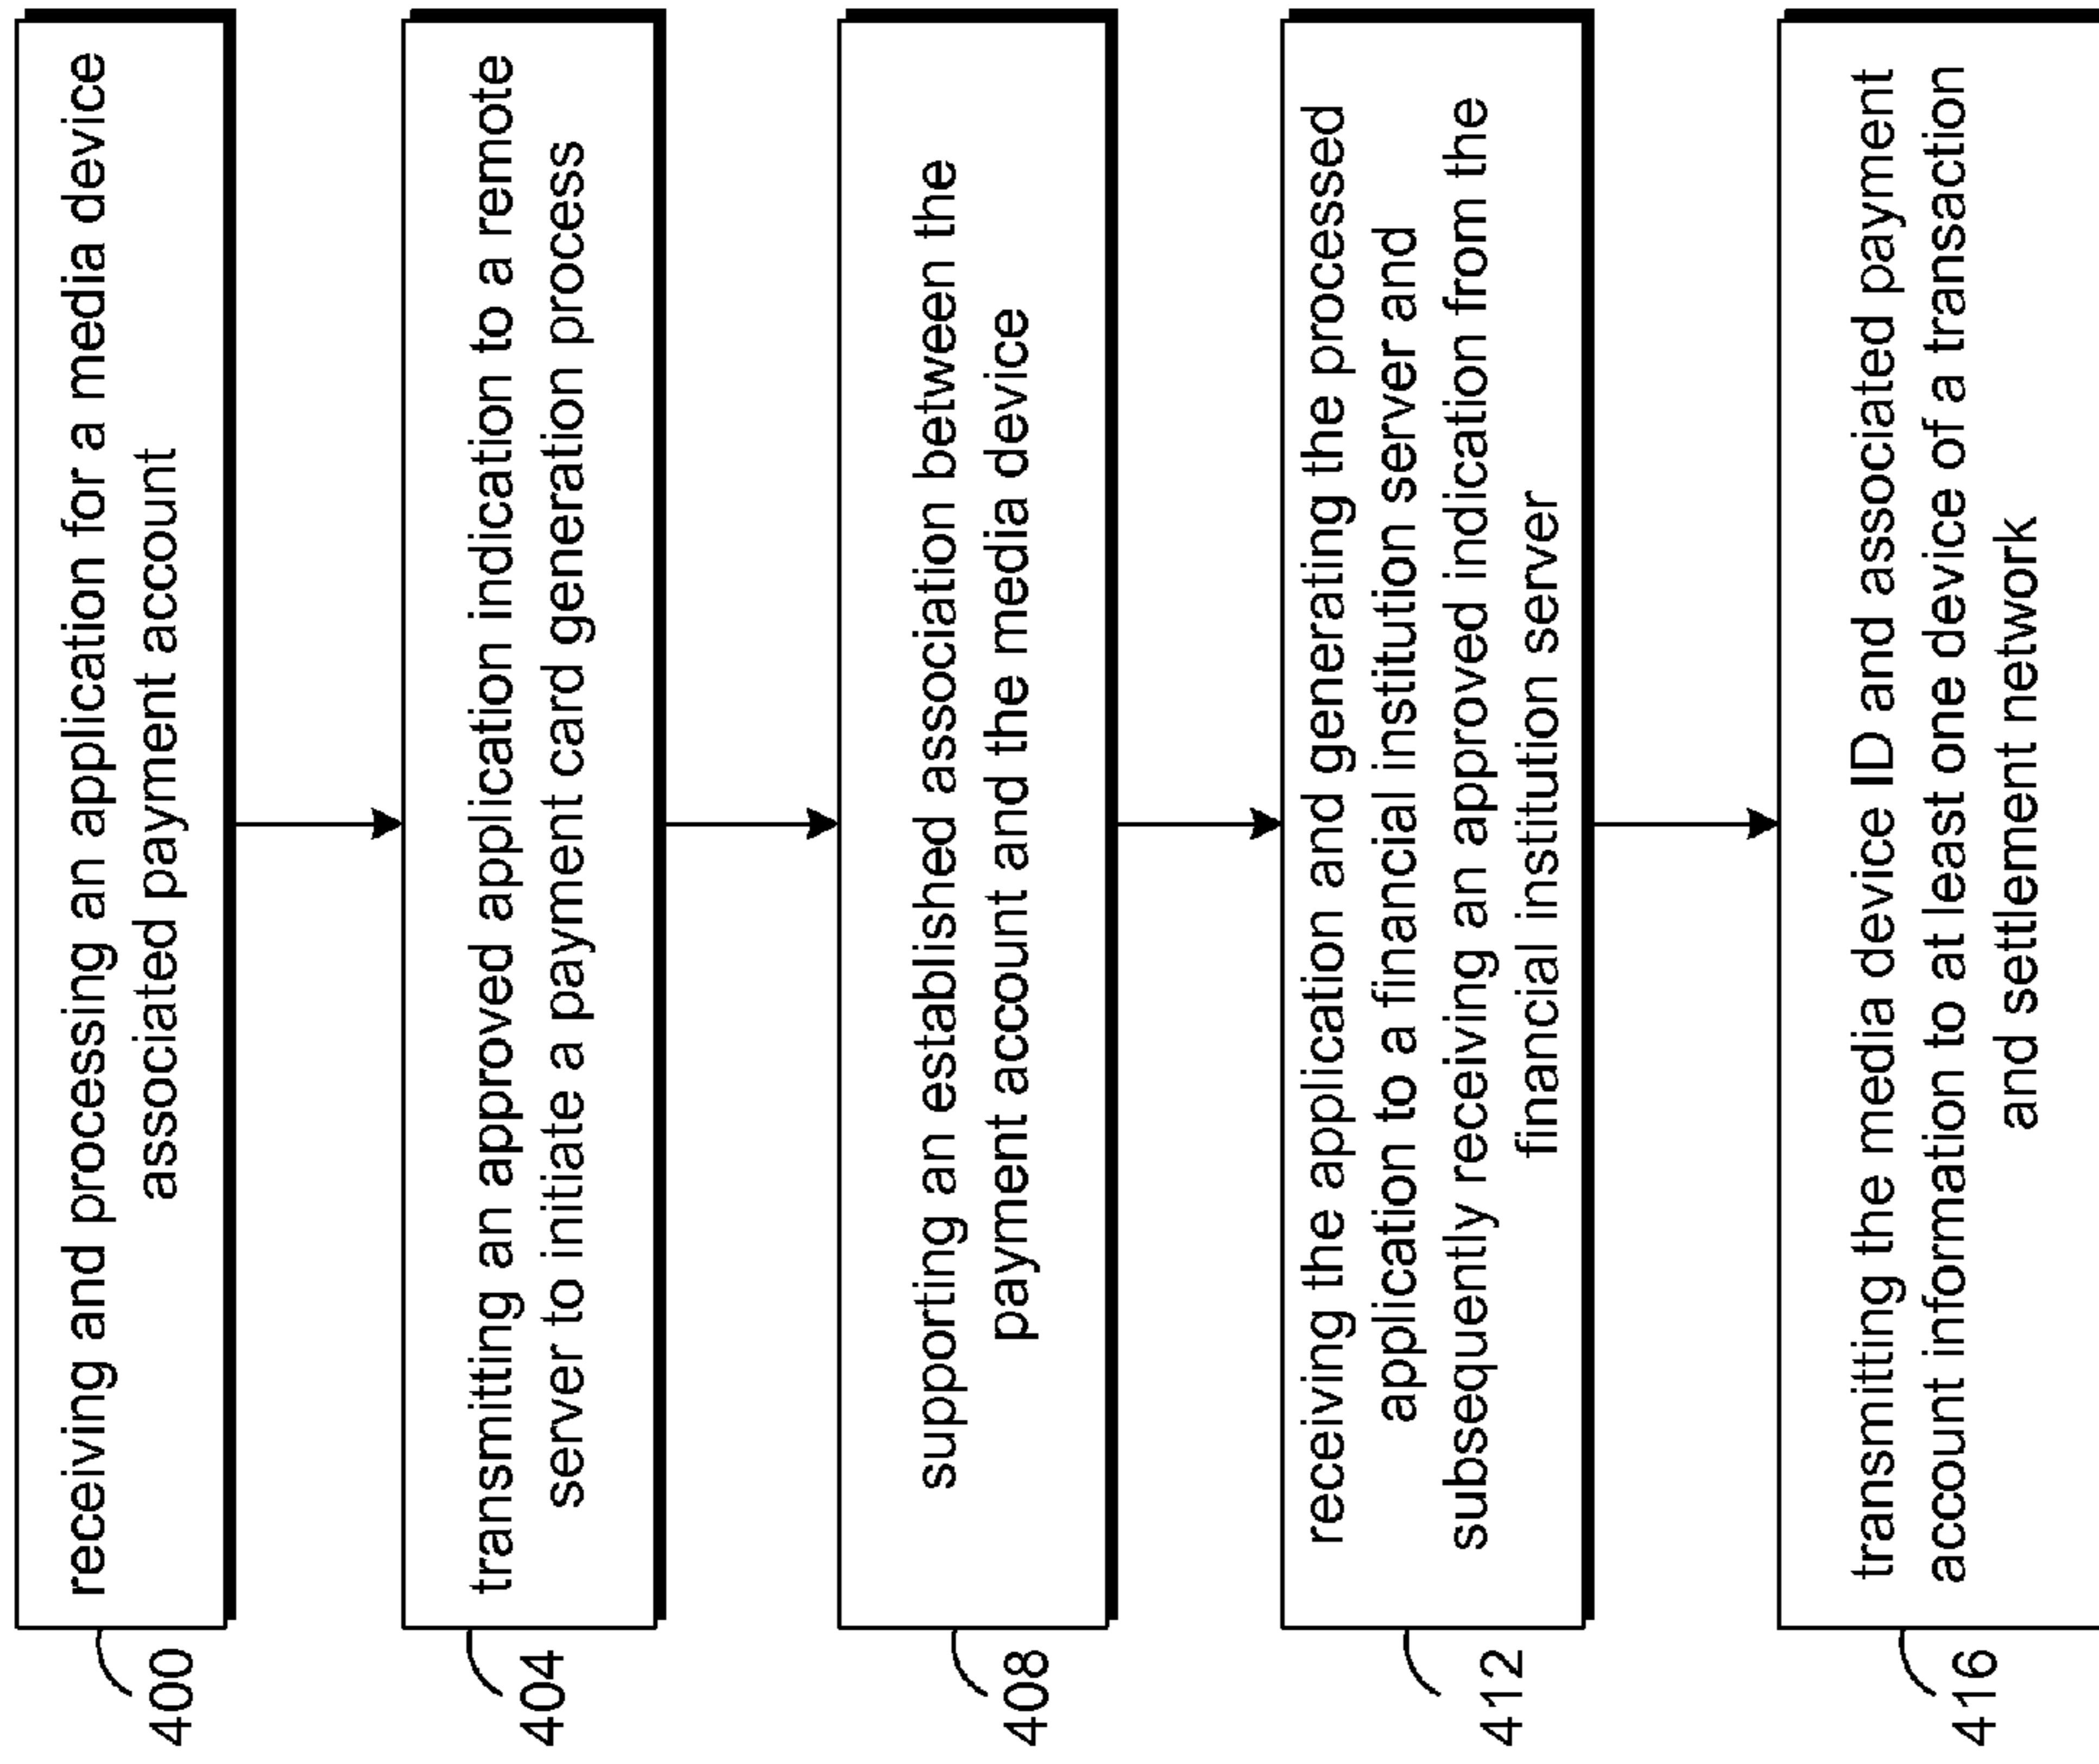 400
receiving and processing an application for a media device
associated payment account
404
transmitting an approved application indication to a remote
server to initiate a payment card generation process
408
supporting an established association between the
payment account and the media device
412
receiving the application and generating the processed
application to a financial institution server and
subsequently receiving an approved indication from the
financial institution server
416
transmitting the media device ID and associated payment
account information to at least one device of a transaction
and settlement network